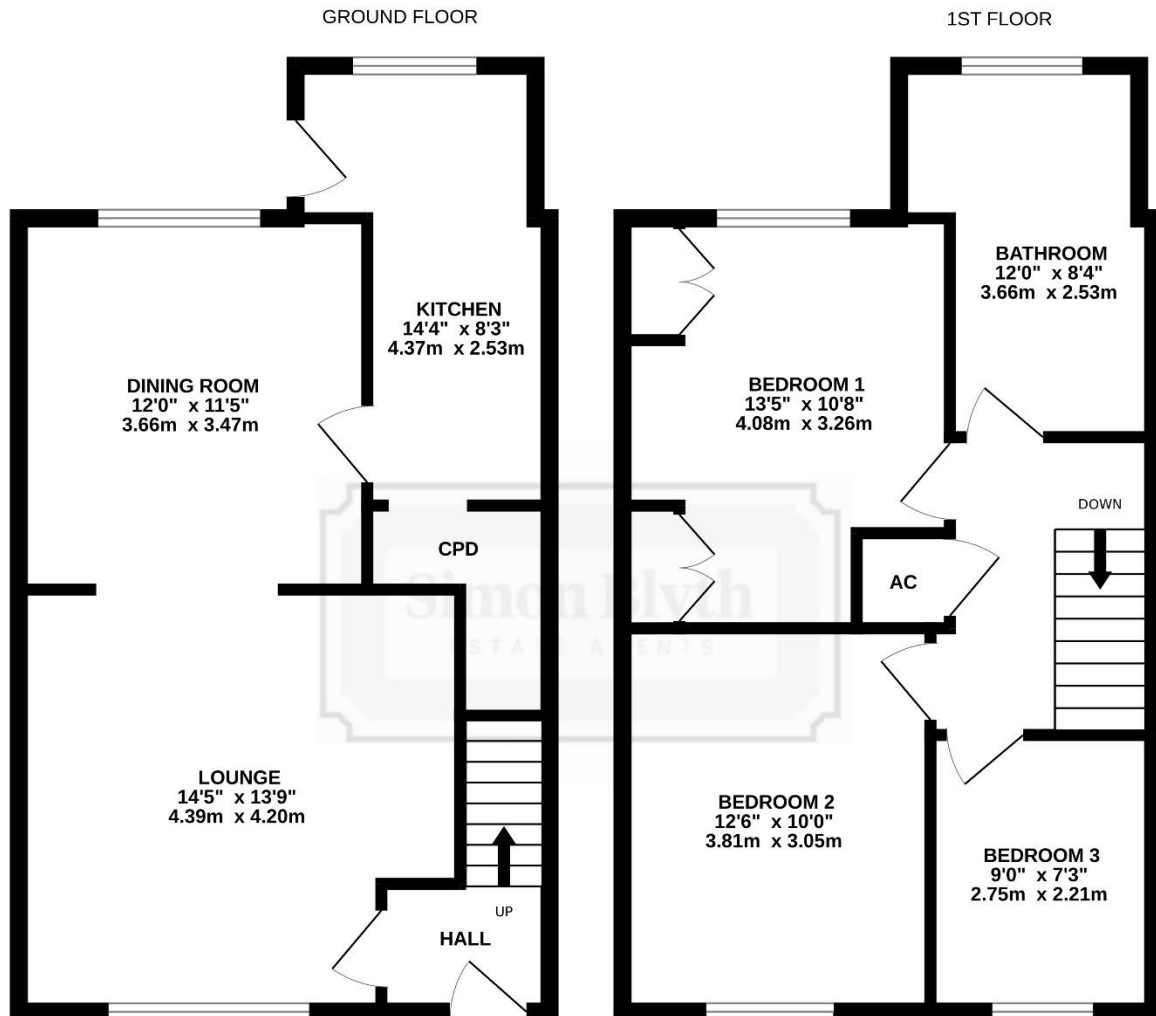 GROUND FLOOR
KITCHEN
14'4" x 8'3"
4.37m x 2.53m
DINING ROOM
12'0" x 11'5"
3.66m x 3.47m
CPD
LOUNGE
14'5" x 13'9"
4.39m x 4.20m
UP
HALL
1ST FLOOR
BATHROOM
12'0" x 8'4"
3.66m x 2.53m
BEDROOM 1
13'5" x 10'8"
4.08m x 3.26m
DOWN
AC
BEDROOM 2
12'6" x 10'0"
3.81m x 3.05m
BEDROOM 3
9'0" x 7'3"
2.75m x 2.21m
Simon Blyth
ESTATE AGENTS